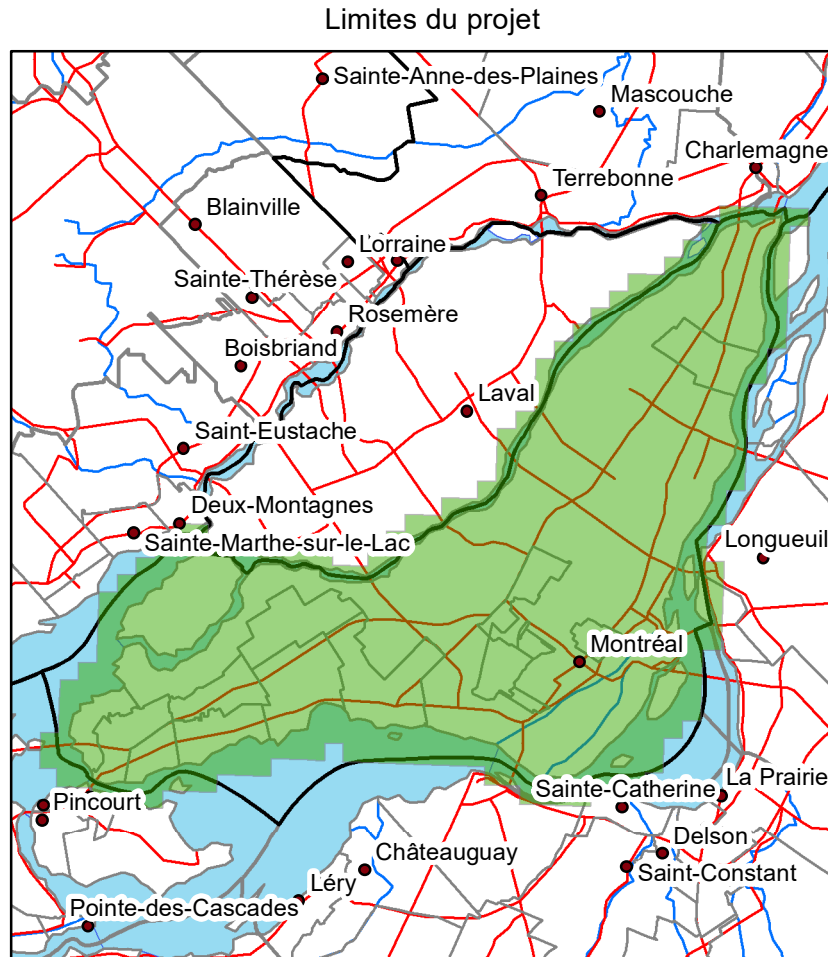 Limites du projet
Sainte-Anne-des-Plaines
Mascouche
Charlemagne
Terrebonne
Blainville
Lorraine
Sainte-Thérèse
Rosemère
Boisbriand
Laval
Saint-Eustache
Deux-Montagnes
Sainte-Marthe-sur-le-Lac
Longueuil
Montréal
Sainte-Catherine
La Prairie
Pincourt
Delson
Châteauguay
Saint-Constant
Léry
Pointe-des-Cascades